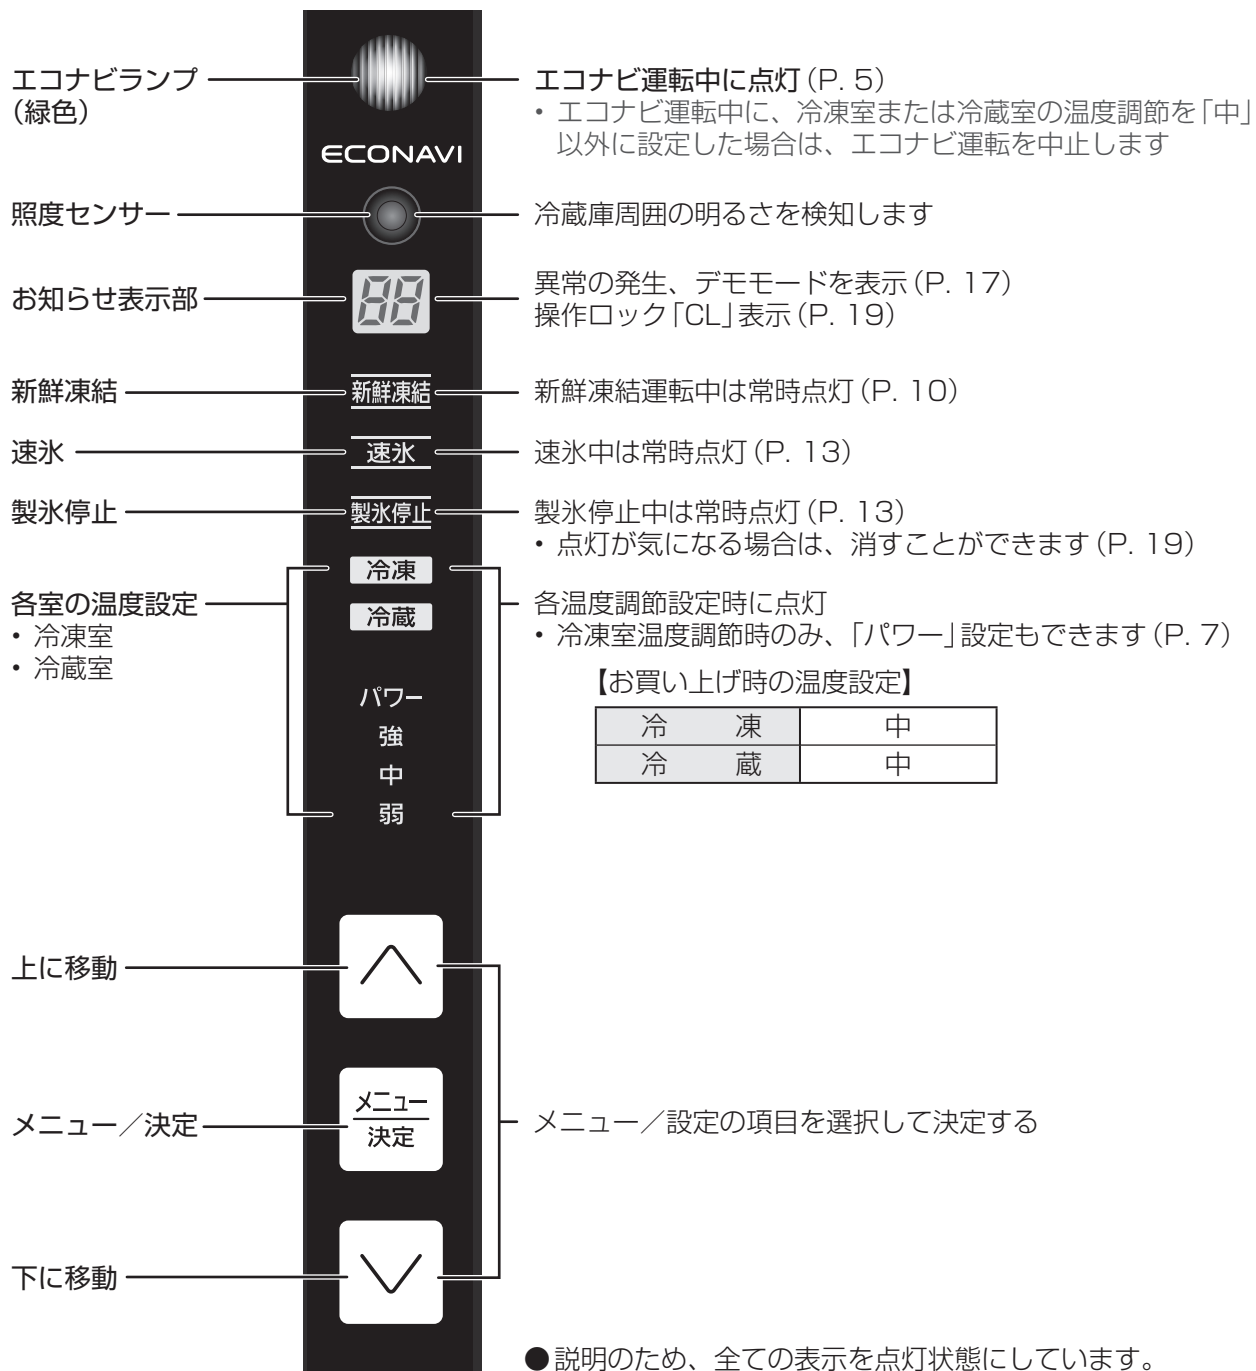 エコナビランプ
(緑色)
エコナビ運転中に点灯(P. 5)
• エコナビ運転中に、冷凍室または冷蔵室の温度調節を「中」
以外に設定した場合は、エコナビ運転を中止します
ECONAVI
照度センサー
冷蔵庫周囲の明るさを検知します
お知らせ表示部
88
異常の発生、デモモードを表示(P. 17)
操作ロック「CL」表示(P. 19)
新鮮凍結
新鮮凍結
新鮮凍結運転中は常時点灯(P. 10)
速氷
速氷
速氷中は常時点灯(P. 13)
製氷停止
製氷停止
製氷停止中は常時点灯(P. 13)
• 点灯が気になる場合は、消すことができます(P. 19)
各室の温度設定
• 冷凍室
• 冷蔵室
冷凍
冷蔵
パワー
強
中
弱
各温度調節設定時に点灯
• 冷凍室温度調節時のみ、「パワー」設定もできます(P. 7)
【お買い上げ時の温度設定】
冷 凍 中
冷 蔵 中
上に移動
メニュー/決定
メニュー
決定
メニュー/設定の項目を選択して決定する
下に移動
●説明のため、全ての表示を点灯状態にしています。